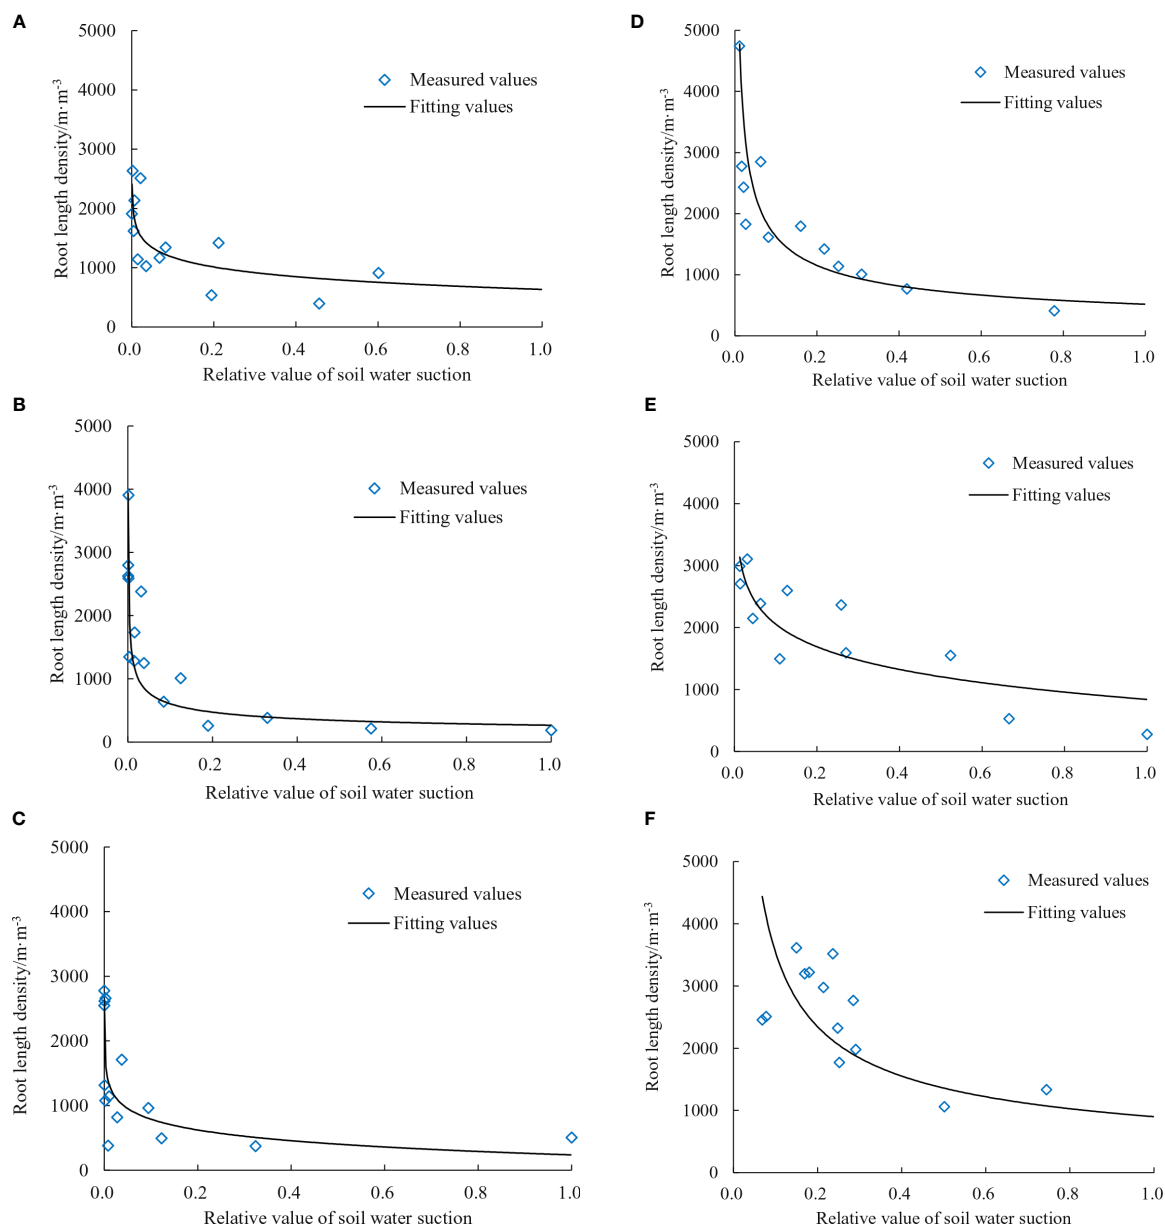 A
5000
4000
3000
2000
1000
0
Root length density/m·m-3
Measured values
Fitting values
0.0 0.2 0.4 0.6 0.8 1.0
Relative value of soil water suction
D
5000
4000
3000
2000
1000
0
Root length density/m·m-3
Measured values
Fitting values
0.0 0.2 0.4 0.6 0.8 1.0
Relative value of soil water suction
B
5000
4000
3000
2000
1000
0
Root length density/m·m-3
Measured values
Fitting values
0.0 0.2 0.4 0.6 0.8 1.0
Relative value of soil water suction
E
5000
4000
3000
2000
1000
0
Root length density/m·m-3
Measured values
Fitting values
0.0 0.2 0.4 0.6 0.8 1.0
Relative value of soil water suction
C
5000
4000
3000
2000
1000
0
Root length density/m·m-3
Measured values
Fitting values
0.0 0.2 0.4 0.6 0.8 1.0
Relative value of soil water suction
F
5000
4000
3000
2000
1000
0
Root length density/m·m-3
Measured values
Fitting values
0.0 0.2 0.4 0.6 0.8 1.0
Relative value of soil water suction